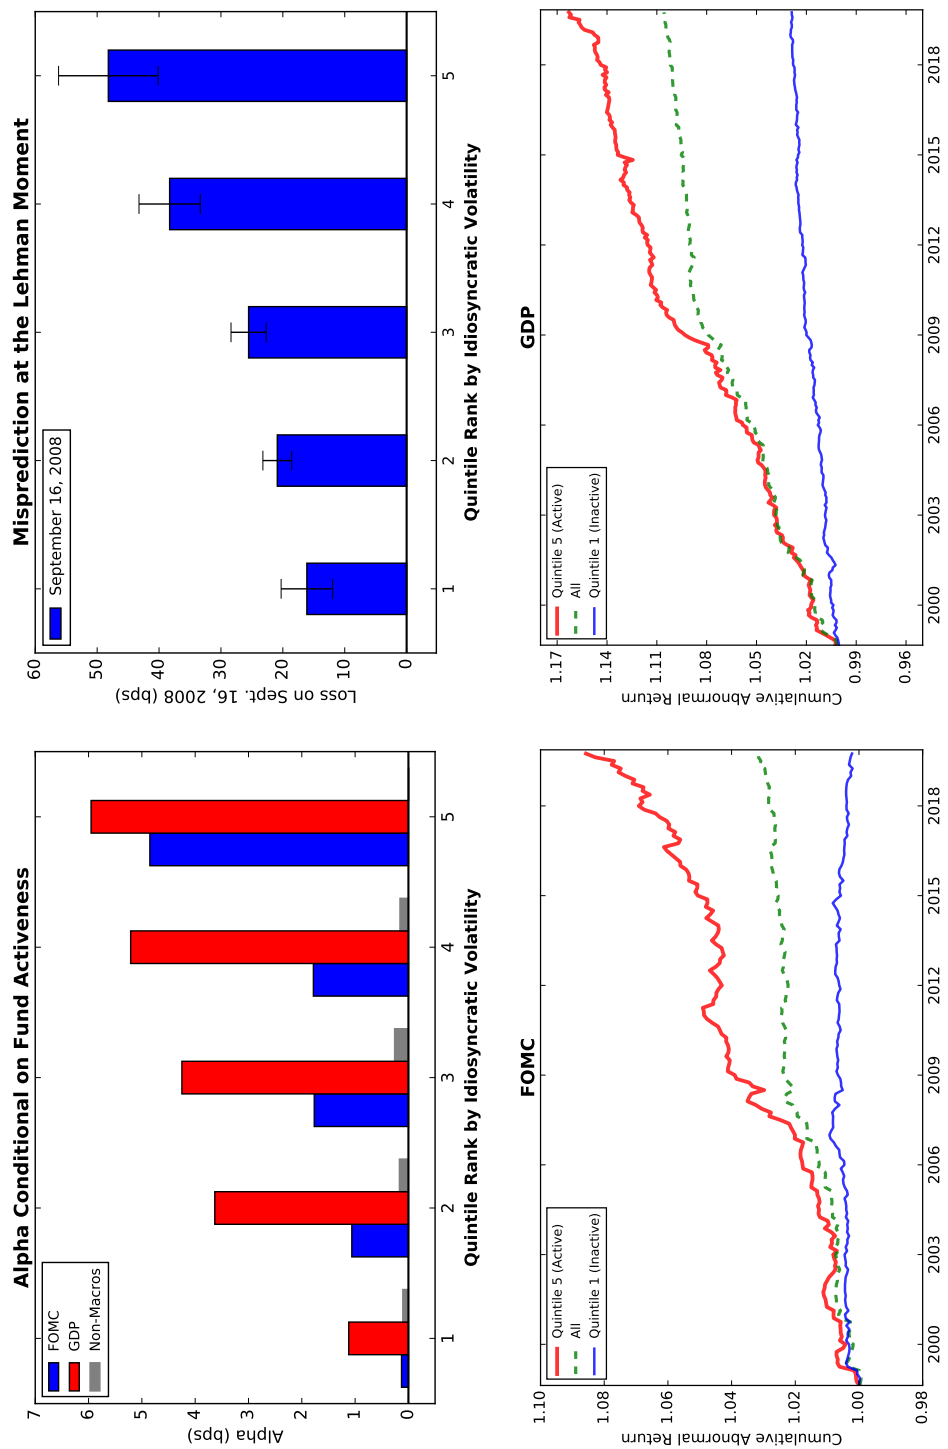 Alpha Conditional on Fund Activeness
FOMC
GDP
Non-Macros
Alpha (bps)
7
6
5
4
3
2
1
0
1 2 3 4 5
Quintile Rank by Idiosyncratic Volatility
Misprediction at the Lehman Moment
September 16, 2008
Loss on Sept. 16, 2008 (bps)
60
50
40
30
20
10
0
1 2 3 4 5
Quintile Rank by Idiosyncratic Volatility
FOMC
Quintile 5 (Active)
All
Quintile 1 (Inactive)
Cumulative Abnormal Return
1.10
1.08
1.06
1.04
1.02
1.00
0.98
2000 2003 2006 2009 2012 2015 2018
GDP
Quintile 5 (Active)
All
Quintile 1 (Inactive)
Cumulative Abnormal Return
1.17
1.14
1.11
1.08
1.05
1.02
0.99
0.96
2000 2003 2006 2009 2012 2015 2018